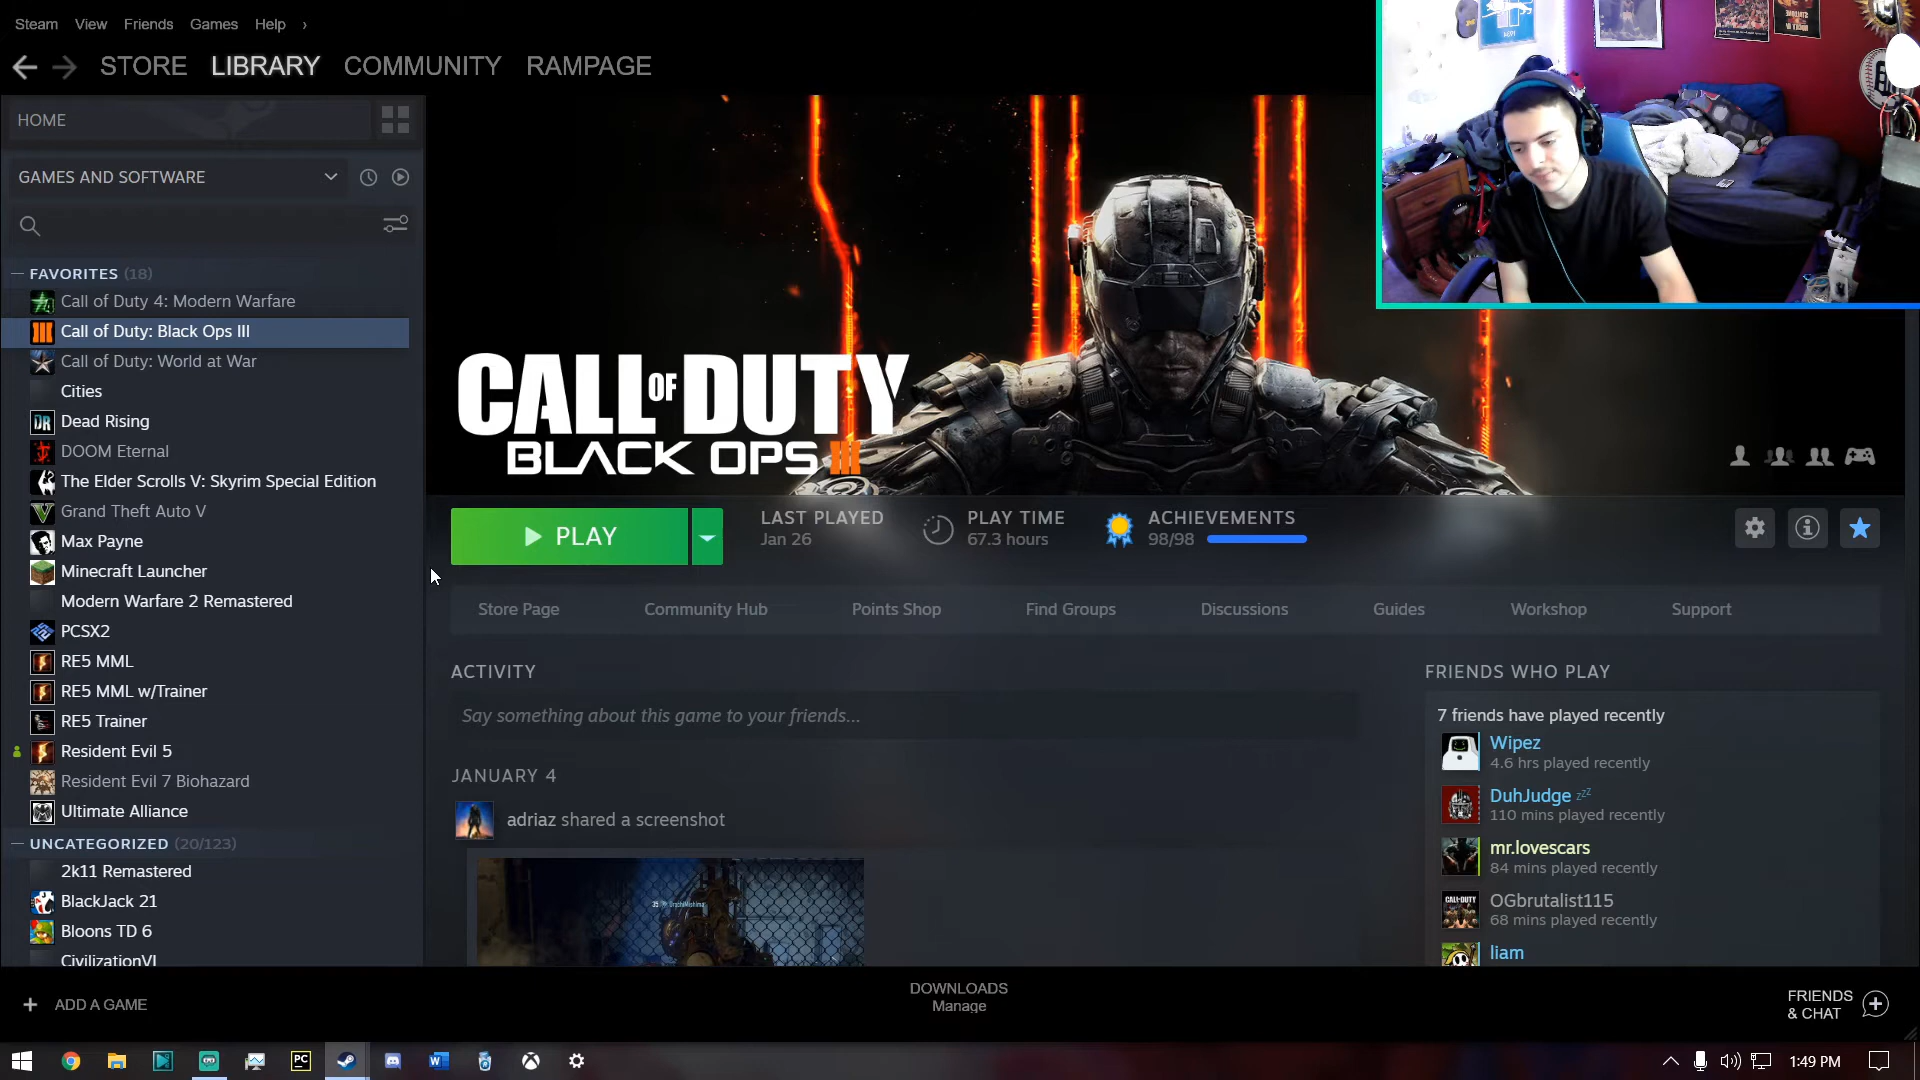 Steam View Friends Games Help ›
STORE LIBRARY COMMUNITY RAMPAGE
HOME
GAMES AND SOFTWARE
FAVORITES (18)
Call of Duty 4: Modern Warfare
Call of Duty: Black Ops III
Call of Duty: World at War
Cities
Dead Rising
DOOM Eternal
The Elder Scrolls V: Skyrim Special Edition
Grand Theft Auto V
Max Payne
Minecraft Launcher
Modern Warfare 2 Remastered
PCSX2
RE5 MML
RE5 MML w/Trainer
RE5 Trainer
Resident Evil 5
Resident Evil 7 Biohazard
Ultimate Alliance
UNCATEGORIZED (20/123)
2k11 Remastered
BlackJack 21
Bloons TD 6
CivilizationVI
CALL OF DUTY
BLACK OPS III
PLAY
LAST PLAYED
Jan 26
PLAY TIME
67.3 hours
ACHIEVEMENTS
98/98
Store Page Community Hub Points Shop Find Groups Discussions Guides Workshop Support
ACTIVITY
Say something about this game to your friends...
JANUARY 4
adriaz shared a screenshot
FRIENDS WHO PLAY
7 friends have played recently
Wipez
4.6 hrs played recently
DuhJudge zzz
110 mins played recently
mr.lovescars
84 mins played recently
OGbrutalist115
68 mins played recently
liam
+ ADD A GAME
DOWNLOADS
Manage
FRIENDS
& CHAT
1:49 PM